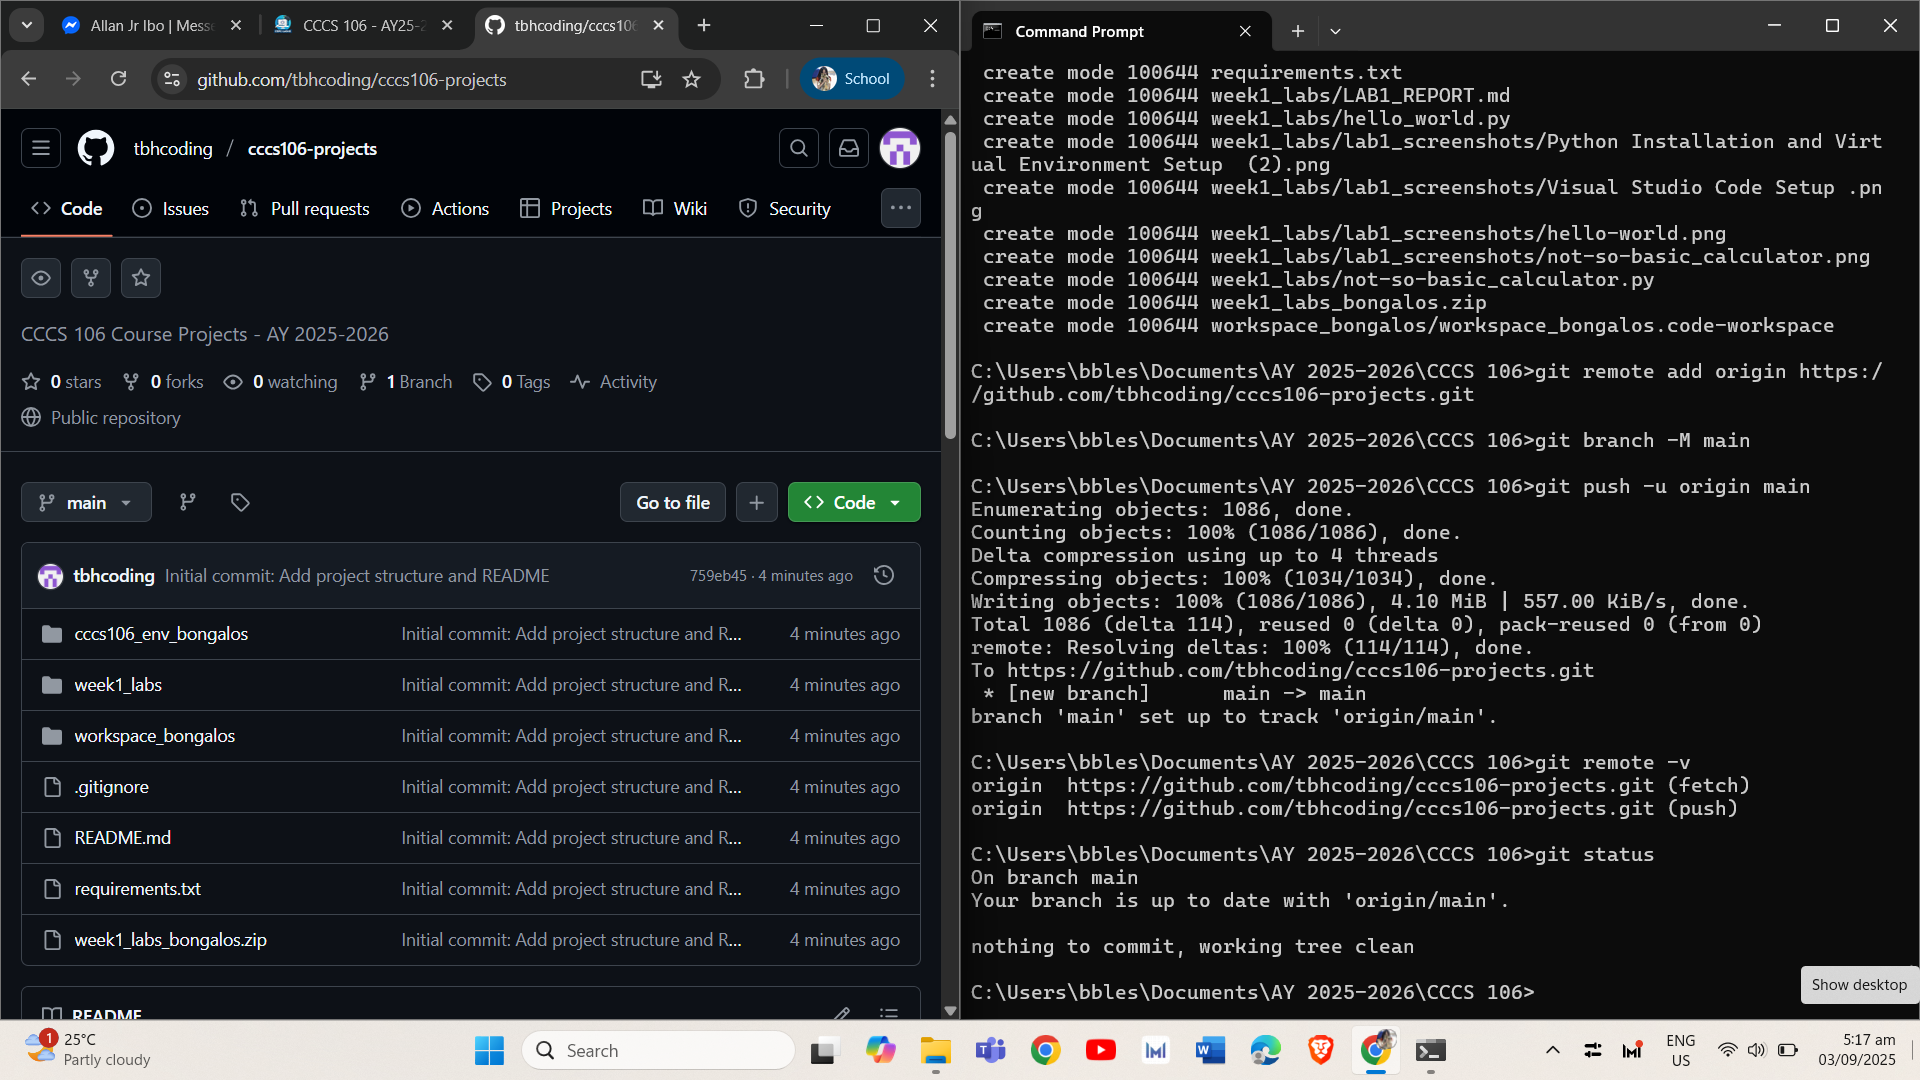 Allan Jr Ibo | Messe
CCCS 106 - AY25-2
tbhcoding/cccs106
github.com/tbhcoding/cccs106-projects
School
tbhcoding / cccs106-projects
Code
Issues
Pull requests
Actions
Projects
Wiki
Security
CCCS 106 Course Projects - AY 2025-2026
0 stars
0 forks
0 watching
1 Branch
0 Tags
Activity
Public repository
main
Go to file
Code
tbhcoding Initial commit: Add project structure and README 759eb45 · 4 minutes ago
cccs106_env_bongalos Initial commit: Add project structure and R... 4 minutes ago
week1_labs Initial commit: Add project structure and R... 4 minutes ago
workspace_bongalos Initial commit: Add project structure and R... 4 minutes ago
.gitignore Initial commit: Add project structure and R... 4 minutes ago
README.md Initial commit: Add project structure and R... 4 minutes ago
requirements.txt Initial commit: Add project structure and R... 4 minutes ago
week1_labs_bongalos.zip Initial commit: Add project structure and R... 4 minutes ago
README
Command Prompt
create mode 100644 requirements.txt
create mode 100644 week1_labs/LAB1_REPORT.md
create mode 100644 week1_labs/hello_world.py
create mode 100644 week1_labs/lab1_screenshots/Python Installation and Virt
ual Environment Setup  (2).png
create mode 100644 week1_labs/lab1_screenshots/Visual Studio Code Setup .pn
g
create mode 100644 week1_labs/lab1_screenshots/hello-world.png
create mode 100644 week1_labs/lab1_screenshots/not-so-basic_calculator.png
create mode 100644 week1_labs/not-so-basic_calculator.py
create mode 100644 week1_labs_bongalos.zip
create mode 100644 workspace_bongalos/workspace_bongalos.code-workspace
C:\Users\bbles\Documents\AY 2025-2026\CCCS 106>git remote add origin https:/
/github.com/tbhcoding/cccs106-projects.git
C:\Users\bbles\Documents\AY 2025-2026\CCCS 106>git branch -M main
C:\Users\bbles\Documents\AY 2025-2026\CCCS 106>git push -u origin main
Enumerating objects: 1086, done.
Counting objects: 100% (1086/1086), done.
Delta compression using up to 4 threads
Compressing objects: 100% (1034/1034), done.
Writing objects: 100% (1086/1086), 4.10 MiB | 557.00 KiB/s, done.
Total 1086 (delta 114), reused 0 (delta 0), pack-reused 0 (from 0)
remote: Resolving deltas: 100% (114/114), done.
To https://github.com/tbhcoding/cccs106-projects.git
* [new branch]      main -> main
branch 'main' set up to track 'origin/main'.
C:\Users\bbles\Documents\AY 2025-2026\CCCS 106>git remote -v
origin  https://github.com/tbhcoding/cccs106-projects.git (fetch)
origin  https://github.com/tbhcoding/cccs106-projects.git (push)
C:\Users\bbles\Documents\AY 2025-2026\CCCS 106>git status
On branch main
Your branch is up to date with 'origin/main'.
nothing to commit, working tree clean
C:\Users\bbles\Documents\AY 2025-2026\CCCS 106>
Show desktop
1
25°C
Partly cloudy
Search
ENG
US
5:17 am
03/09/2025